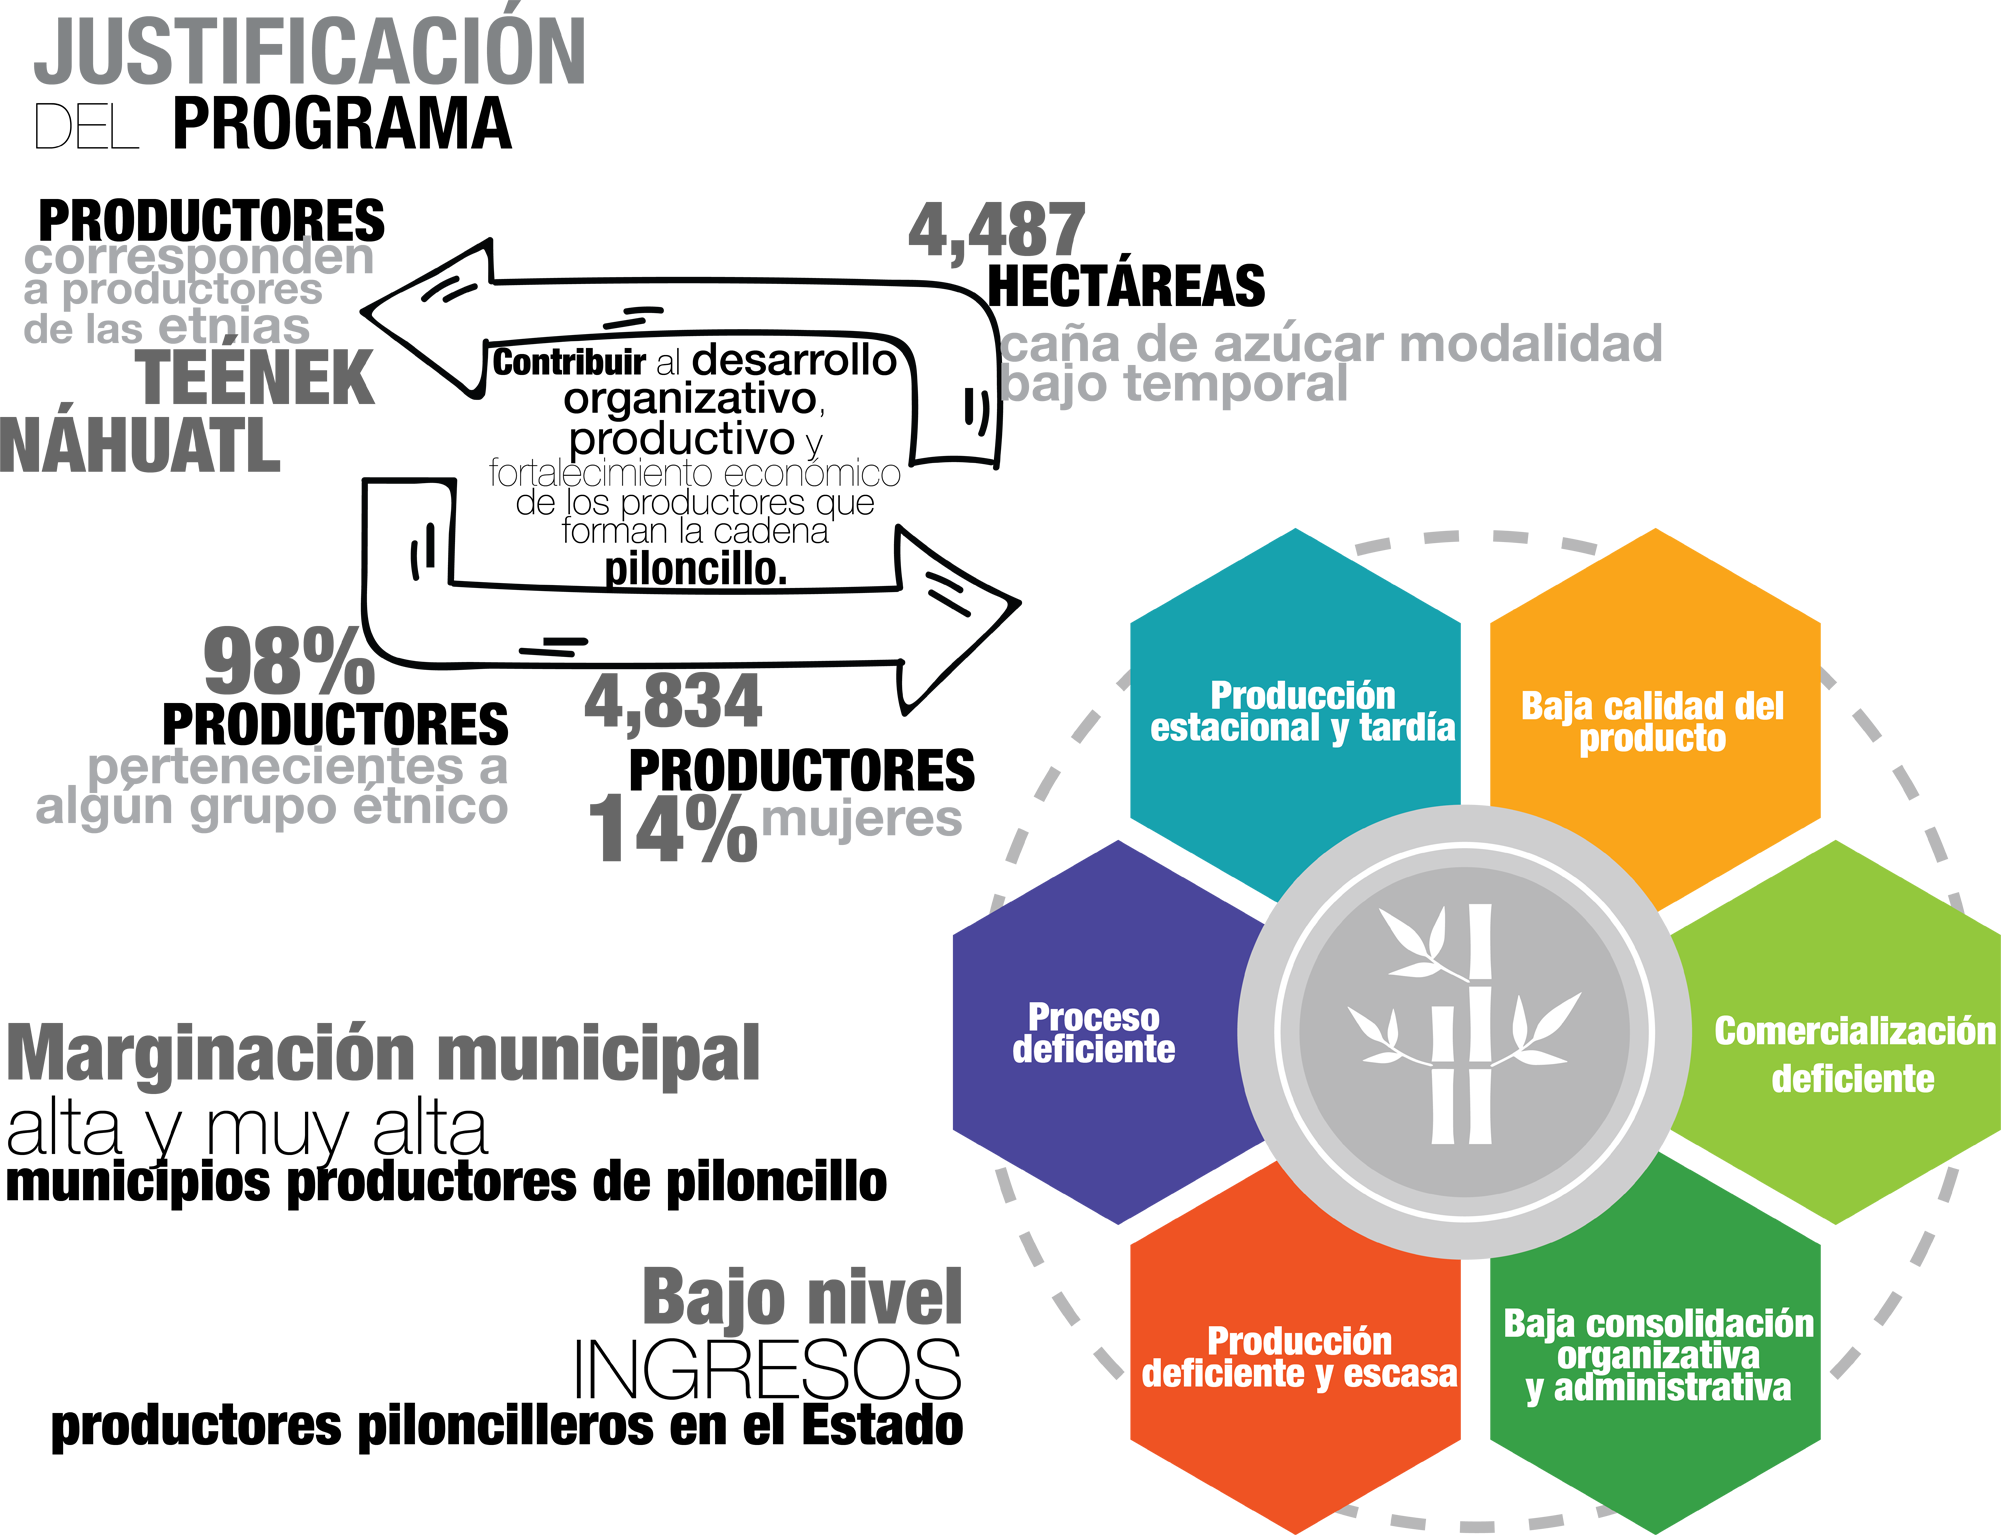 JUSTIFICACIÓN
DEL PROGRAMA
PRODUCTORES
corresponden
a productores
de las etnias
TEÉNEK
NÁHUATL
4,487
HECTÁREAS
caña de azúcar modalidad
bajo temporal
Contribuir al desarrollo
organizativo,
productivo y
fortalecimiento económico
de los productores que
forman la cadena
piloncillo.
98%
PRODUCTORES
pertenecientes a
algún grupo étnico
4,834
PRODUCTORES
14% mujeres
Marginación municipal
alta y muy alta
municipios productores de piloncillo
Bajo nivel
INGRESOS
productores piloncilleros en el Estado
Producción
estacional y tardía
Baja calidad del
producto
Proceso
deficiente
Comercialización
deficiente
Producción
deficiente y escasa
Baja consolidación
organizativa
y administrativa